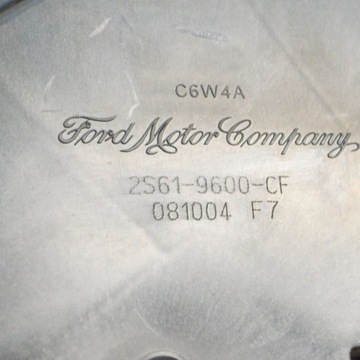 C6W4A
Ford Motor Company
2S61-9600-CF
081004 F7